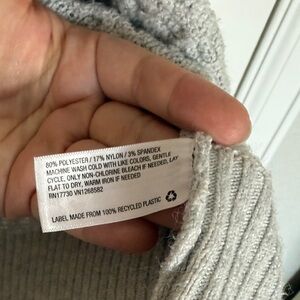 80% POLYESTER / 17% NYLON / 3% SPANDEX
MACHINE WASH COLD WITH LIKE COLORS, GENTLE
CYCLE, ONLY NON-CHLORINE BLEACH IF NEEDED, LAY
FLAT TO DRY, WARM IRON IF NEEDED
RN17730 VN1268582
LABEL MADE FROM 100% RECYCLED PLASTIC